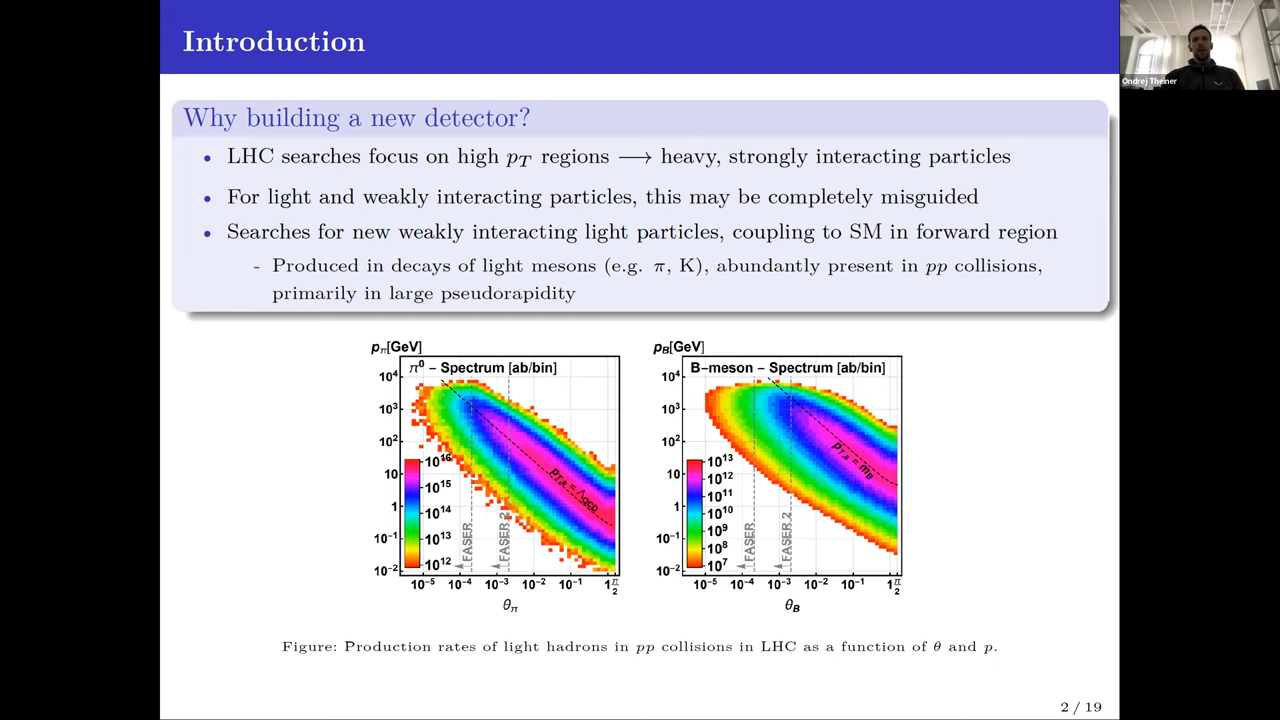 Introduction
Ondrej Theiner
Why building a new detector?
• LHC searches focus on high p_T regions ⟶ heavy, strongly interacting particles
• For light and weakly interacting particles, this may be completely misguided
• Searches for new weakly interacting light particles, coupling to SM in forward region
- Produced in decays of light mesons (e.g. π, K), abundantly present in pp collisions,
primarily in large pseudorapidity
p_π[GeV]
π⁰ – Spectrum [ab/bin]
10⁴
10³
10²
10
1
10⁻¹
10⁻²
10¹⁶
10¹⁵
10¹⁴
10¹³
10¹²
p_T,a = Λ_QCD
FASER
FASER 2
10⁻⁵ 10⁻⁴ 10⁻³ 10⁻² 10⁻¹ 1 π/2
θ_π
p_B[GeV]
B-meson – Spectrum [ab/bin]
10⁴
10³
10²
10
1
10⁻¹
10⁻²
10¹³
10¹²
10¹¹
10¹⁰
10⁹
10⁸
10⁷
p_T,a = m_B
FASER
FASER 2
10⁻⁵ 10⁻⁴ 10⁻³ 10⁻² 10⁻¹ 1 π/2
θ_B
Figure: Production rates of light hadrons in pp collisions in LHC as a function of θ and p.
2 / 19